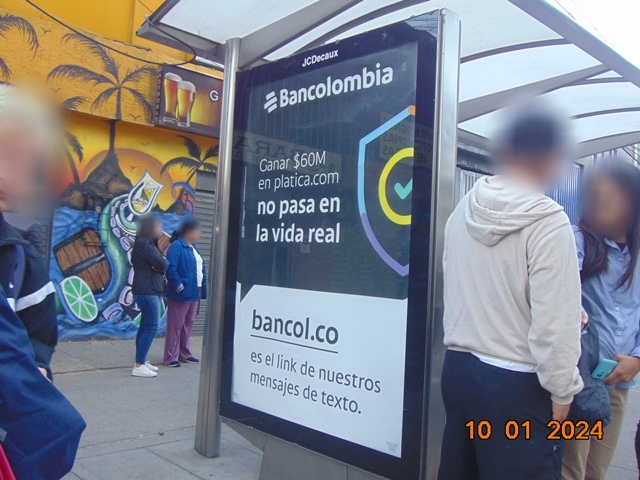 JCDecaux
Bancolombia
Ganar $60M
en platica.com
no pasa en
la vida real
bancol.co
es el link de nuestros
mensajes de texto.
G
10 01 2024